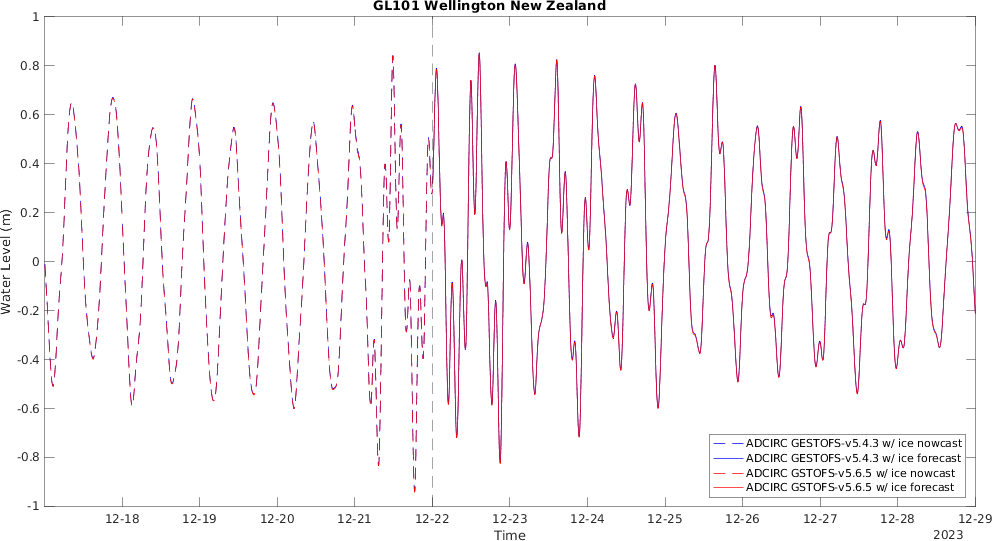 GL101 Wellington New Zealand
1
0.8
0.6
0.4
0.2
0
-0.2
-0.4
-0.6
-0.8
-1
Water Level (m)
ADCIRC GESTOFS-v5.4.3 w/ ice nowcast
ADCIRC GESTOFS-v5.4.3 w/ ice forecast
ADCIRC GSTOFS-v5.6.5 w/ ice nowcast
ADCIRC GSTOFS-v5.6.5 w/ ice forecast
12-18 12-19 12-20 12-21 12-22 12-23 12-24 12-25 12-26 12-27 12-28 12-29
Time 2023